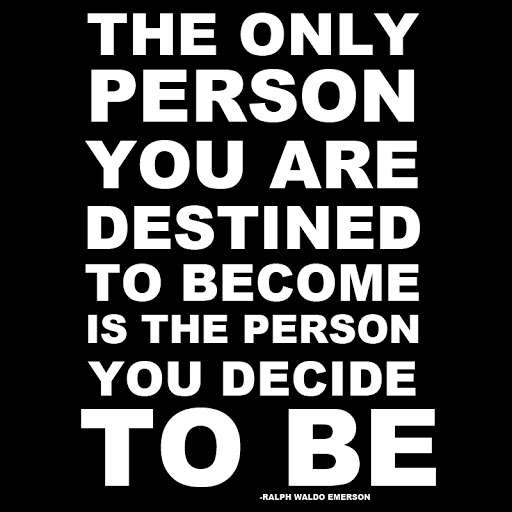 THE ONLY
PERSON
YOU ARE
DESTINED
TO BECOME
IS THE PERSON
YOU DECIDE
TO BE
-RALPH WALDO EMERSON